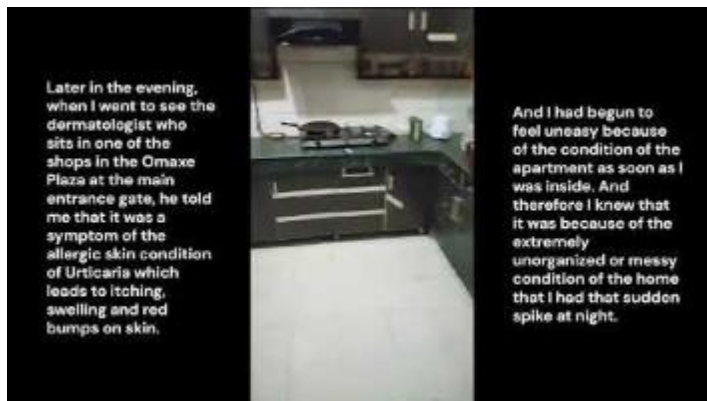 Later in the evening,
when I went to see the
dermatologist who
sits in one of the
shops in the Omaxe
Plaza at the main
entrance gate, he told
me that it was a
symptom of the
allergic skin condition
of Urticaria which
leads to itching,
swelling and red
bumps on skin.
And I had begun to
feel uneasy because
of the condition of the
apartment as soon as I
was inside. And
therefore I knew that
it was because of the
extremely
unorganized or messy
condition of the home
that I had that sudden
spike at night.